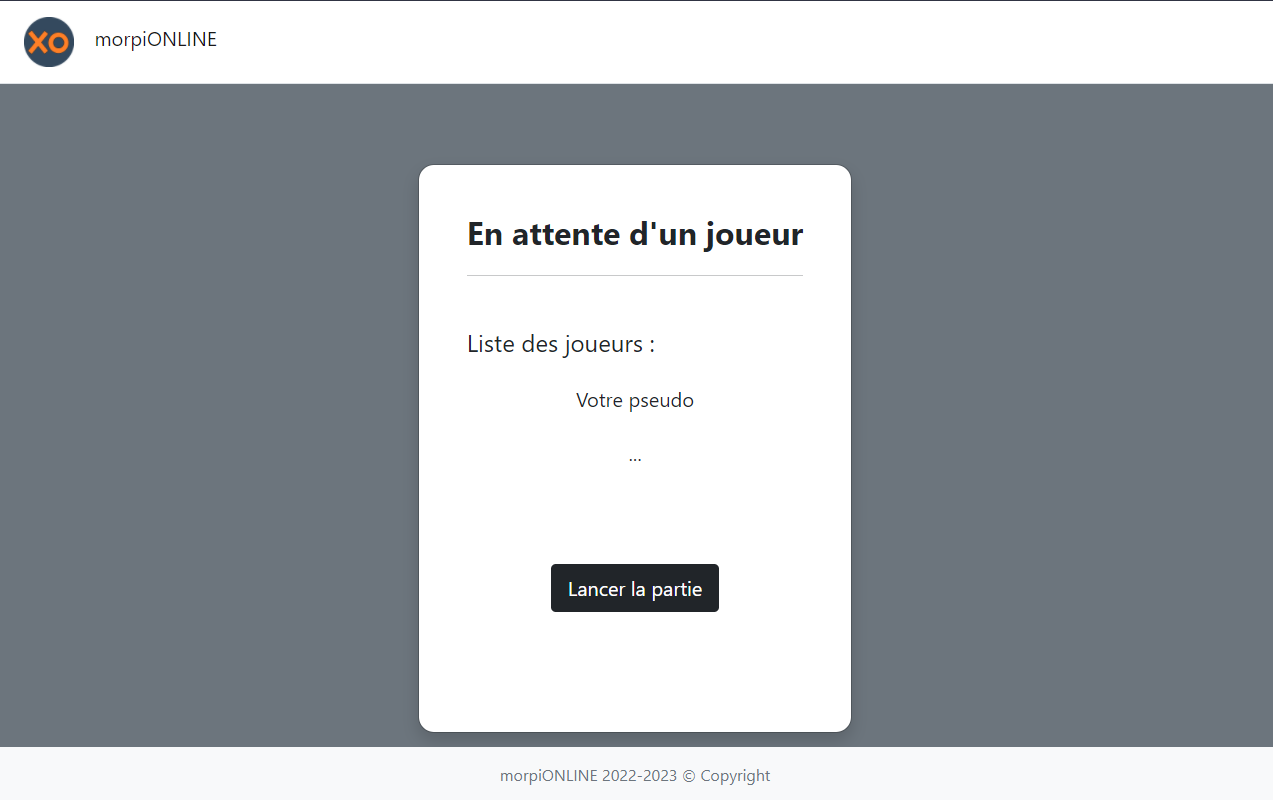 XO
morpiONLINE
En attente d'un joueur
Liste des joueurs :
Votre pseudo
...
Lancer la partie
morpiONLINE 2022-2023 © Copyright